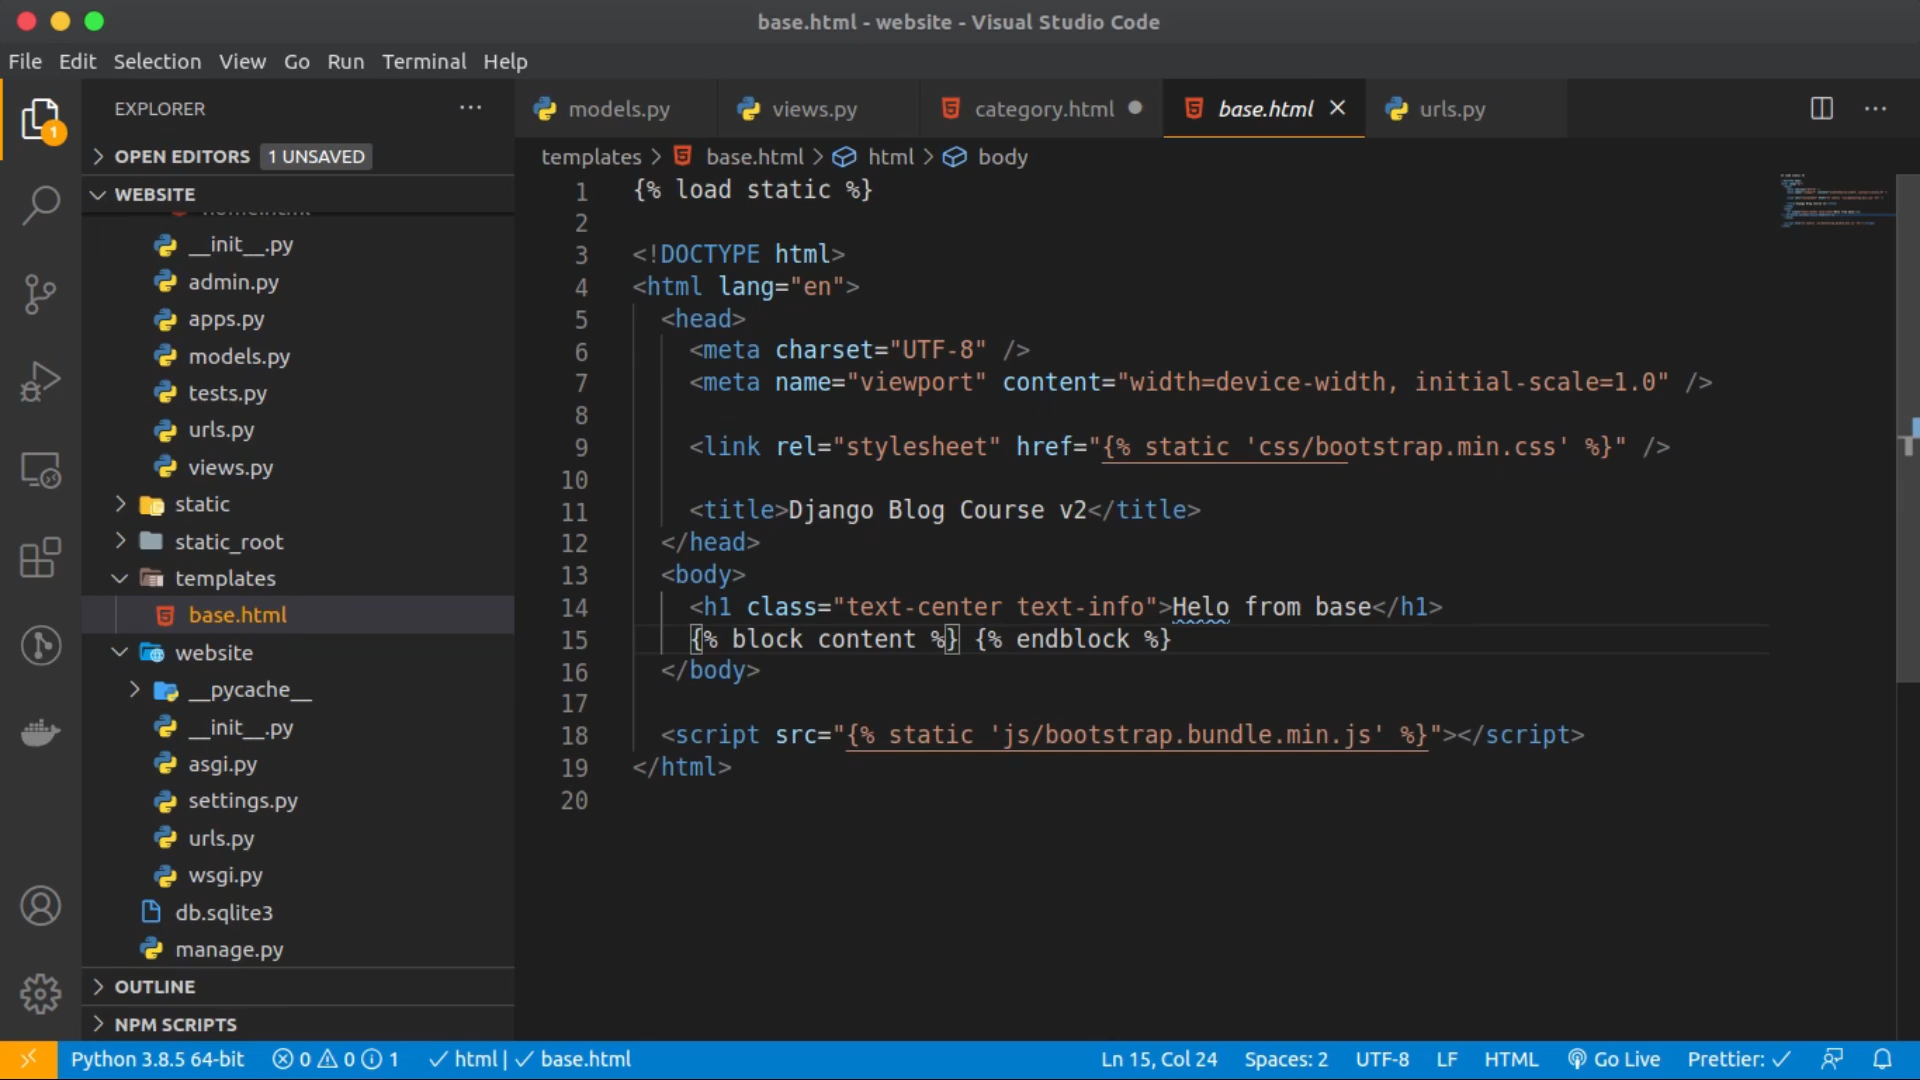 base.html - website - Visual Studio Code
File Edit Selection View Go Run Terminal Help
EXPLORER
OPEN EDITORS 1 UNSAVED
WEBSITE
__init__.py
admin.py
apps.py
models.py
tests.py
urls.py
views.py
static
static_root
templates
base.html
website
__pycache__
__init__.py
asgi.py
settings.py
urls.py
wsgi.py
db.sqlite3
manage.py
OUTLINE
NPM SCRIPTS
1
models.py views.py category.html base.html urls.py
templates > base.html > html > body
1 {% load static %}
2
3 <!DOCTYPE html>
4 <html lang="en">
5 <head>
6 <meta charset="UTF-8" />
7 <meta name="viewport" content="width=device-width, initial-scale=1.0" />
8
9 <link rel="stylesheet" href="{% static 'css/bootstrap.min.css' %}" />
10
11 <title>Django Blog Course v2</title>
12 </head>
13 <body>
14 <h1 class="text-center text-info">Helo from base</h1>
15 {% block content %} {% endblock %}
16 </body>
17
18 <script src="{% static 'js/bootstrap.bundle.min.js' %}"></script>
19 </html>
20
Python 3.8.5 64-bit 0 0 1 html | base.html Ln 15, Col 24 Spaces: 2 UTF-8 LF HTML Go Live Prettier: